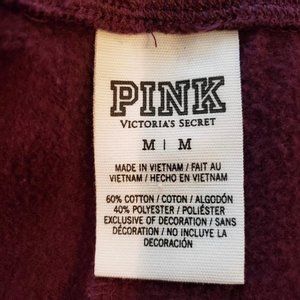 PINK
VICTORIA'S SECRET
M | M
MADE IN VIETNAM / FAIT AU
VIETNAM / HECHO EN VIETNAM
60% COTTON / COTON / ALGODÓN
40% POLYESTER / POLIÉSTER
EXCLUSIVE OF DECORATION / SANS
DÉCORATION / NO INCLUYE LA
DECORACIÓN